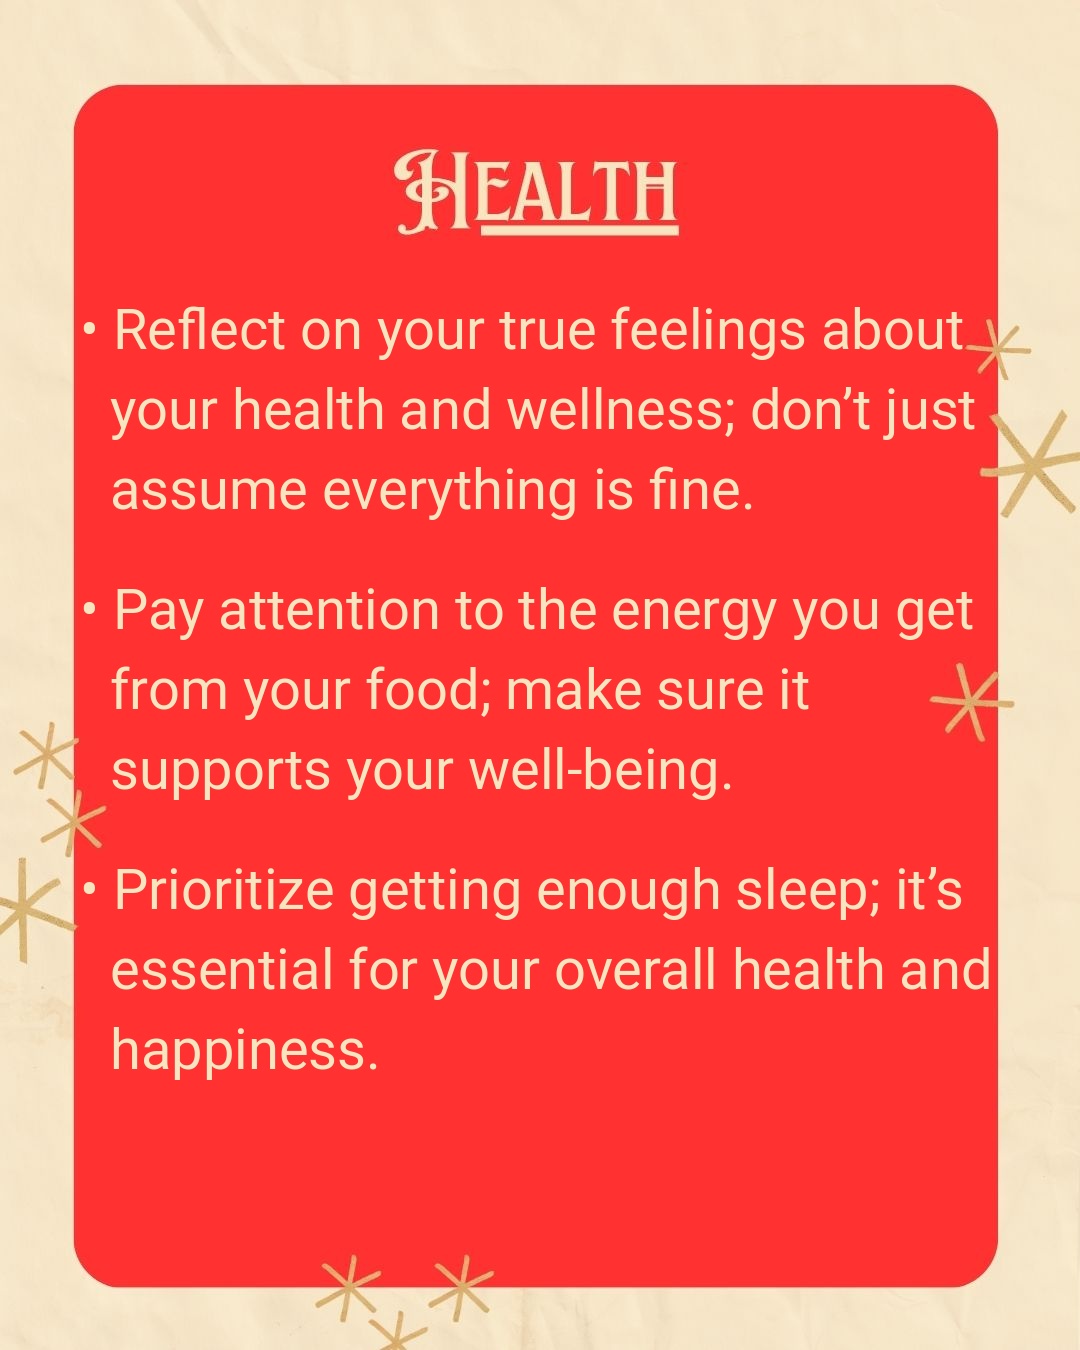 Health
• Reflect on your true feelings about
your health and wellness; don’t just
assume everything is fine.
• Pay attention to the energy you get
from your food; make sure it
supports your well-being.
• Prioritize getting enough sleep; it’s
essential for your overall health and
happiness.